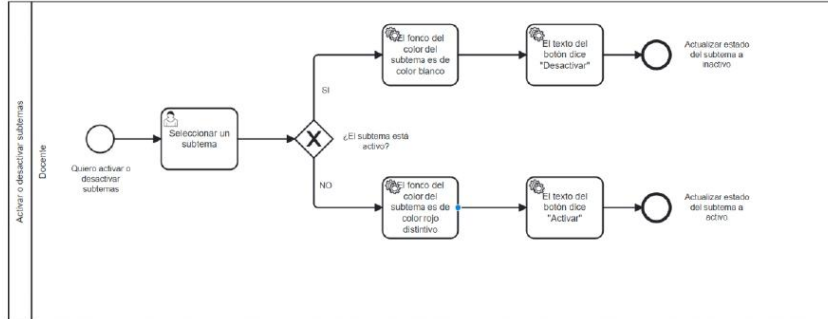 Activar o desactivar subtemas
Docente
Quiero activar o
desactivar
subtemas
Seleccionar un
subtema
¿El subtema está
activo?
SI
El fonco del
color del
subtema es de
color blanco
El texto del
botón dice
"Desactivar"
Actualizar estado
del subtema a
inactivo
NO
El fonco del
color del
subtema es de
color rojo
distintivo
El texto del
botón dice
"Activar"
Actualizar estado
del subtema a
activo